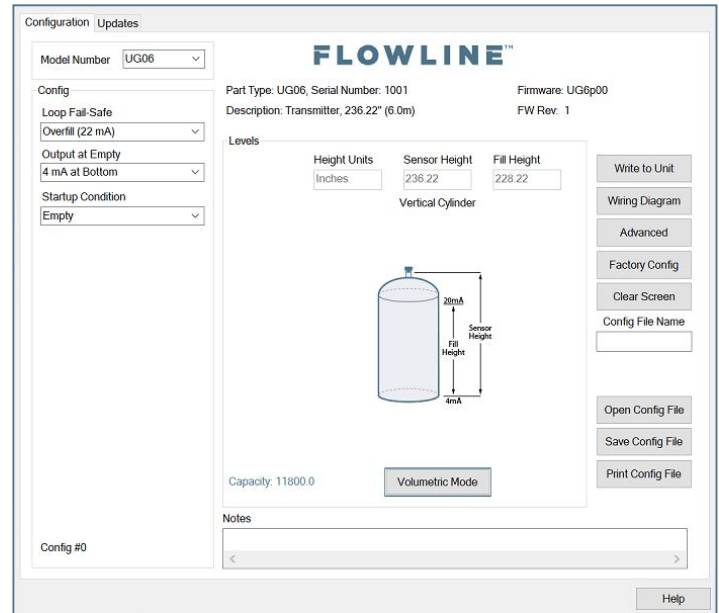 Configuration Updates
Model Number UG06
FLOWLINE™
Config
Loop Fail-Safe
Overfill (22 mA)
Output at Empty
4 mA at Bottom
Startup Condition
Empty
Config #0
Part Type: UG06, Serial Number: 1001 Firmware: UG6p00
Description: Transmitter, 236.22" (6.0m) FW Rev: 1
Levels
Height Units Sensor Height Fill Height
Inches 236.22 228.22
Vertical Cylinder
20mA
Sensor
Height
Fill
Height
4mA
Capacity: 11800.0 Volumetric Mode
Write to Unit
Wiring Diagram
Advanced
Factory Config
Clear Screen
Config File Name
Open Config File
Save Config File
Print Config File
Notes
Help